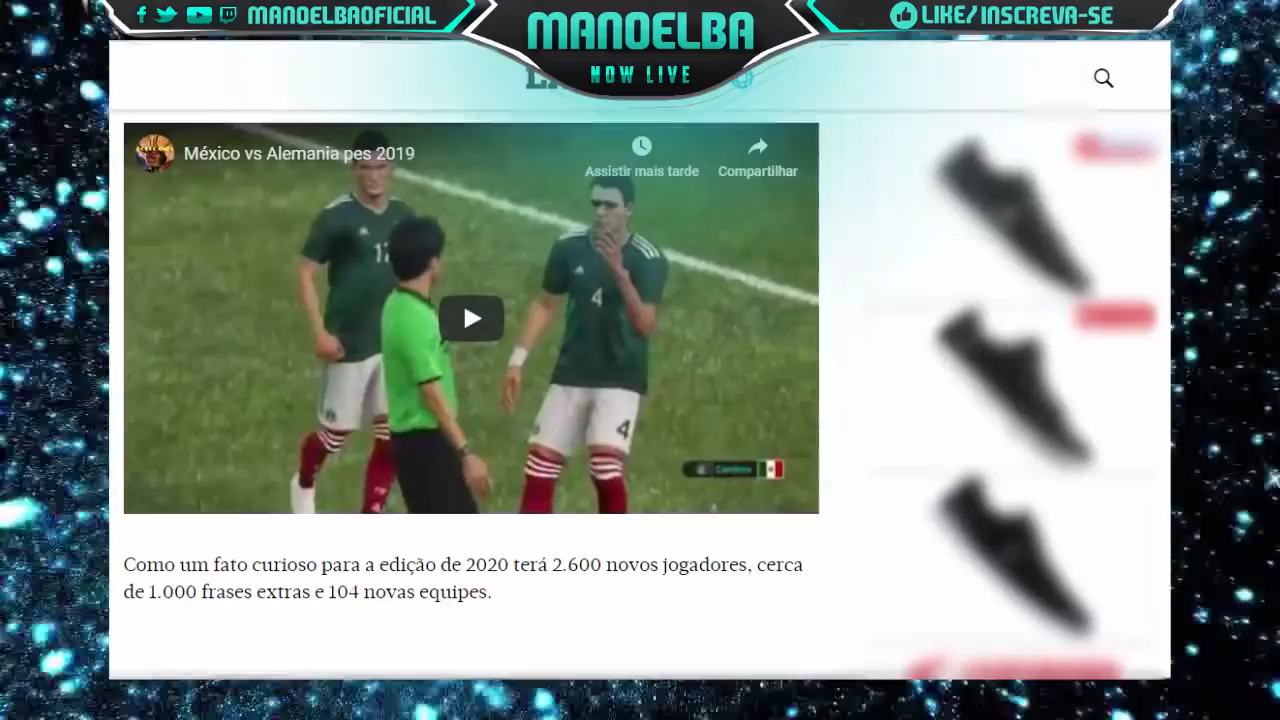 MANOELBAOFICIAL
MANOELBA
NOW LIVE
LIKE/INSCREVA-SE
México vs Alemania pes 2019
Assistir mais tarde
Compartilhar
4
4
Como um fato curioso para a edição de 2020 terá 2.600 novos jogadores, cerca
de 1.000 frases extras e 104 novas equipes.